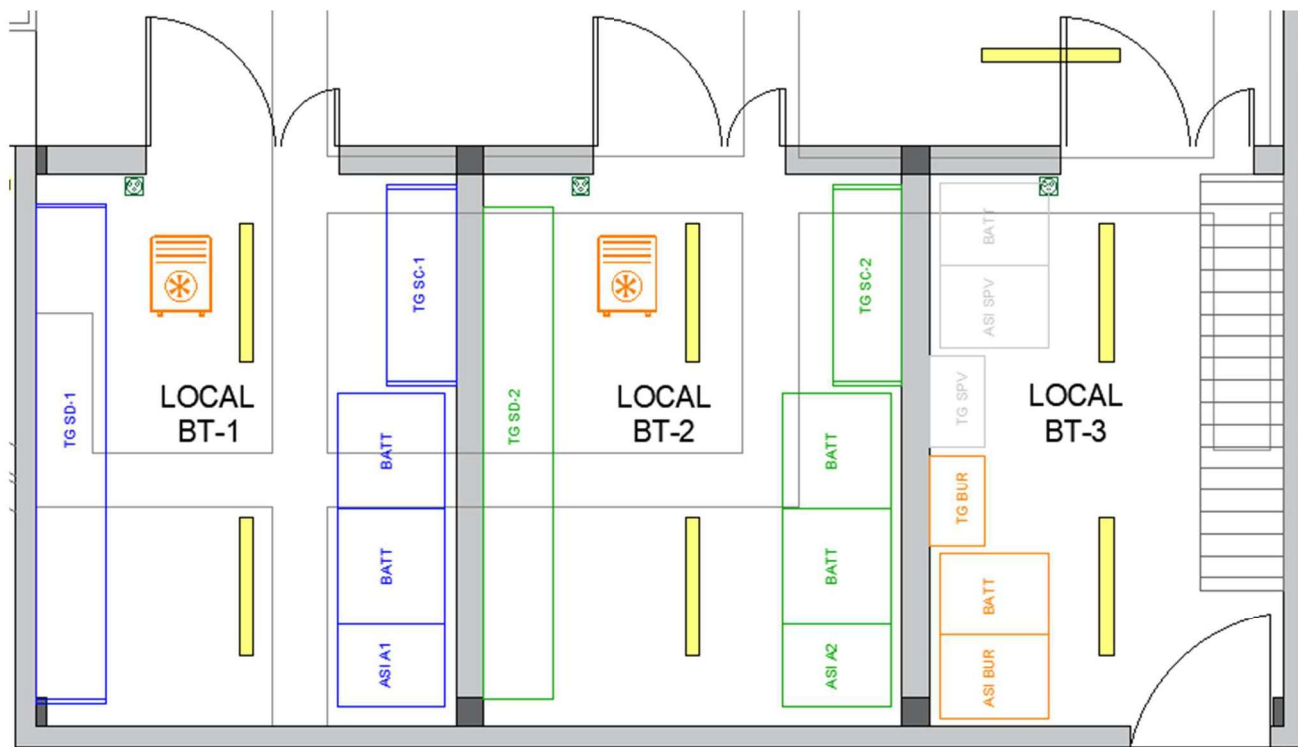 TG SD-1
LOCAL
BT-1
TG SC-1
BATT
BATT
ASI A1
TG SD-2
LOCAL
BT-2
TG SC-2
BATT
BATT
ASI A2
BATT
ASI SPV
TG SPV
TG BUR
BATT
ASI BUR
LOCAL
BT-3